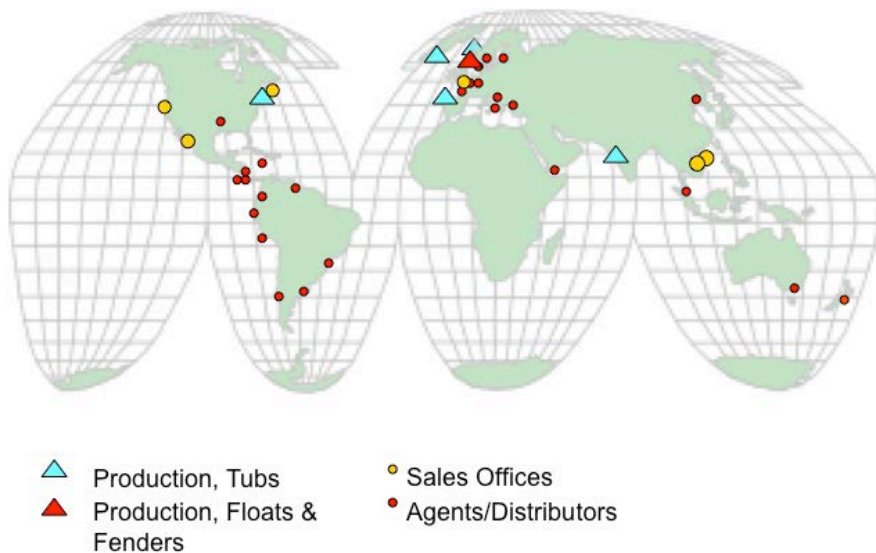 Production, Tubs
Production, Floats &
Fenders
Sales Offices
Agents/Distributors